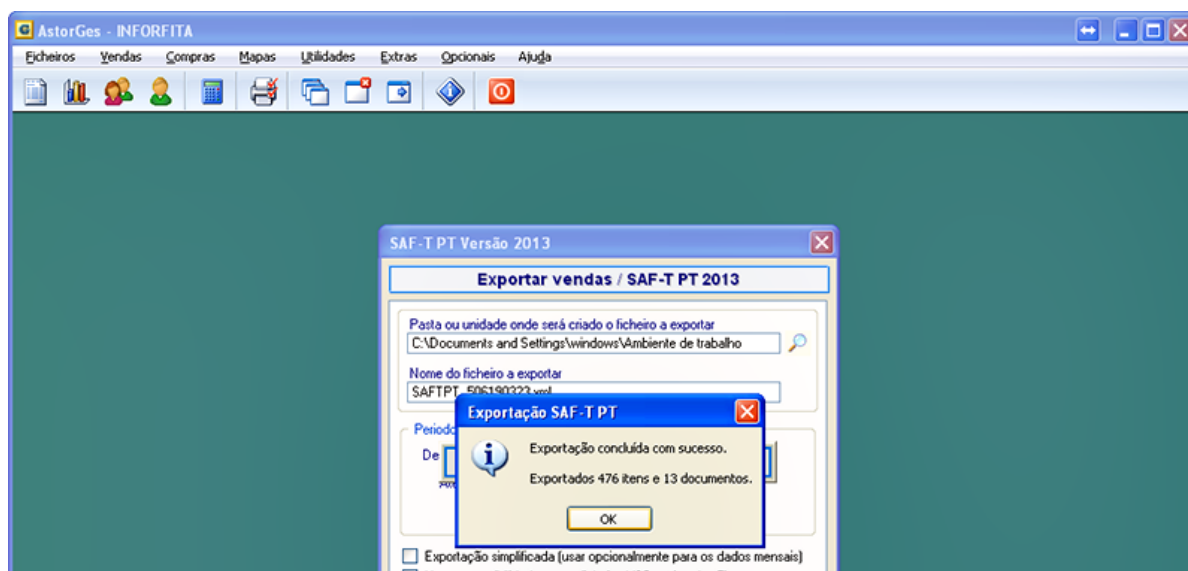 AstorGes - INFORFITA
Ficheiros Vendas Compras Mapas Utilidades Extras Opcionais Ajuda
SAF-T PT Versão 2013
Exportar vendas / SAF-T PT 2013
Pasta ou unidade onde será criado o ficheiro a exportar
C:\Documents and Settings\windows\Ambiente de trabalho
Nome do ficheiro a exportar
SAFTPT_506190323.xml
Exportação SAF-T PT
Periodo
De
Exportação concluída com sucesso.
Exportados 476 itens e 13 documentos.
OK
Exportação simplificada (usar opcionalmente para os dados mensais)